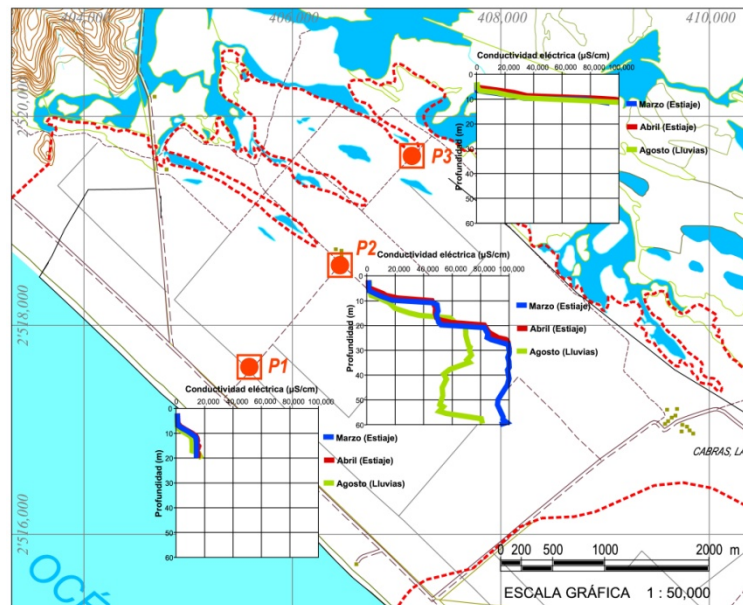 404,000
406,000
408,000
410,000
2'520,000
2'518,000
2'516,000
Conductividad eléctrica (µS/cm)
0
20,000
40,000
60,000
80,000
100,000
Profundidad (m)
0
10
20
30
40
50
60
Marzo (Estiaje)
Abril (Estiaje)
Agosto (Lluvias)
P3
P2
Conductividad eléctrica (µS/cm)
0
20,000
40,000
60,000
80,000
100,000
Profundidad (m)
0
10
20
30
40
50
60
Marzo (Estiaje)
Abril (Estiaje)
Agosto (Lluvias)
P1
Conductividad eléctrica (µS/cm)
0
20,000
40,000
60,000
80,000
100,000
Profundidad (m)
0
10
20
30
40
50
60
Marzo (Estiaje)
Abril (Estiaje)
Agosto (Lluvias)
CABRAS, LA
OCÉ
0 200 500 1000 2000 m
ESCALA GRÁFICA 1 : 50,000